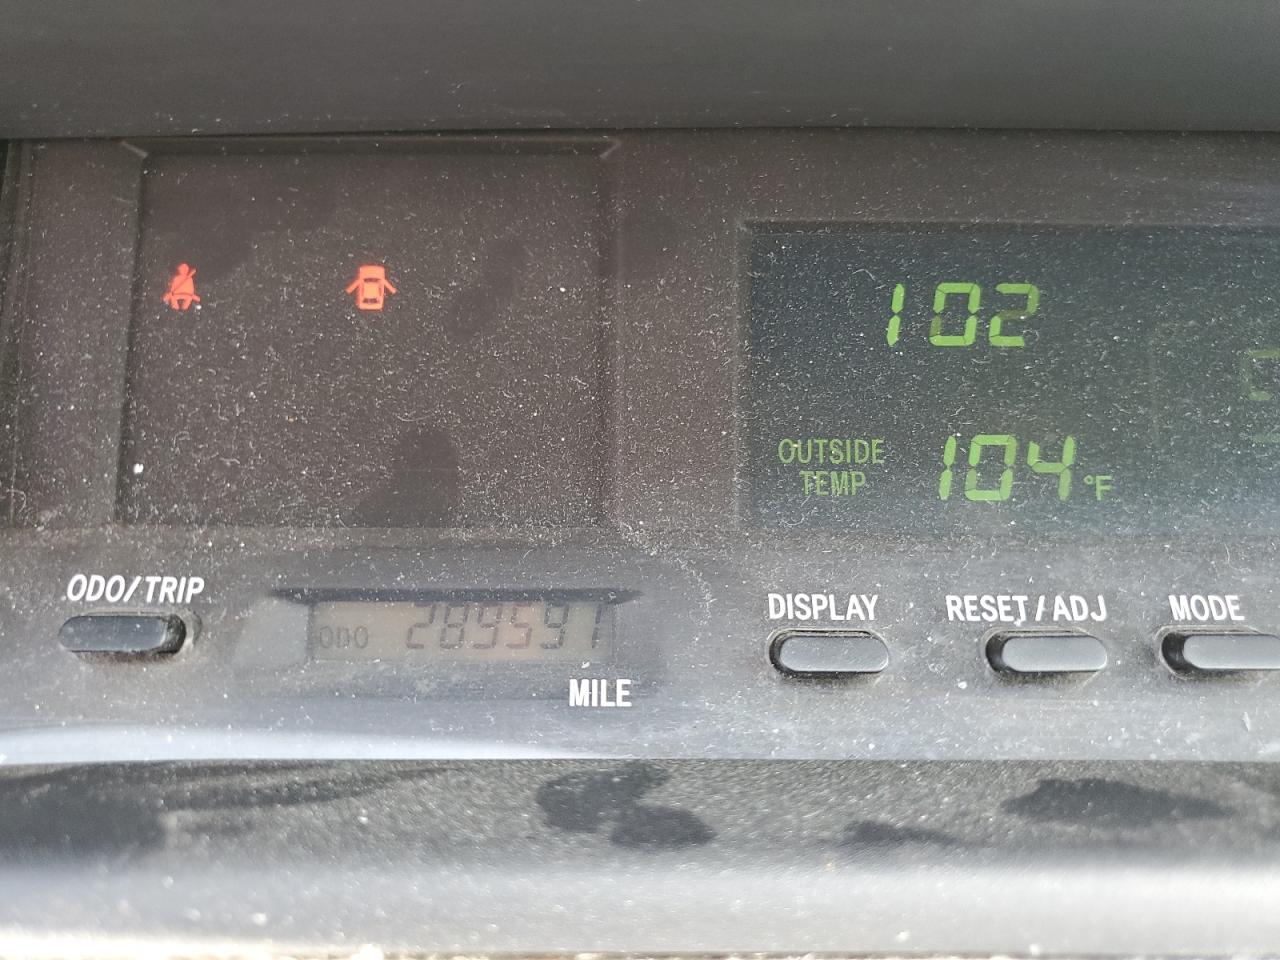 102
OUTSIDE TEMP 104 °F
ODO/TRIP
ODO 289591
MILE
DISPLAY
RESET/ADJ
MODE